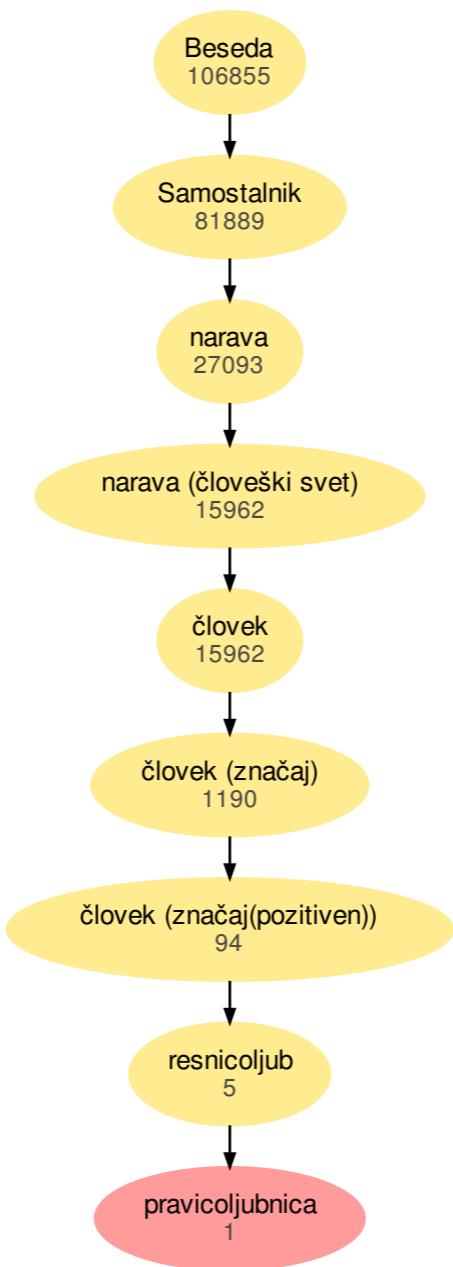 Beseda
106855
Samostalnik
81889
narava
27093
narava (človeški svet)
15962
človek
15962
človek (značaj)
1190
človek (značaj(pozitiven))
94
resnicoljub
5
pravicoljubnica
1